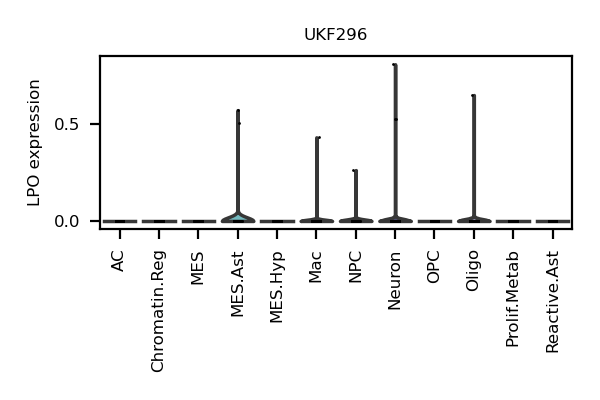 UKF296
LPO expression
0.5
0.0
AC
Chromatin.Reg
MES
MES.Ast
MES.Hyp
Mac
NPC
Neuron
OPC
Oligo
Prolif.Metab
Reactive.Ast